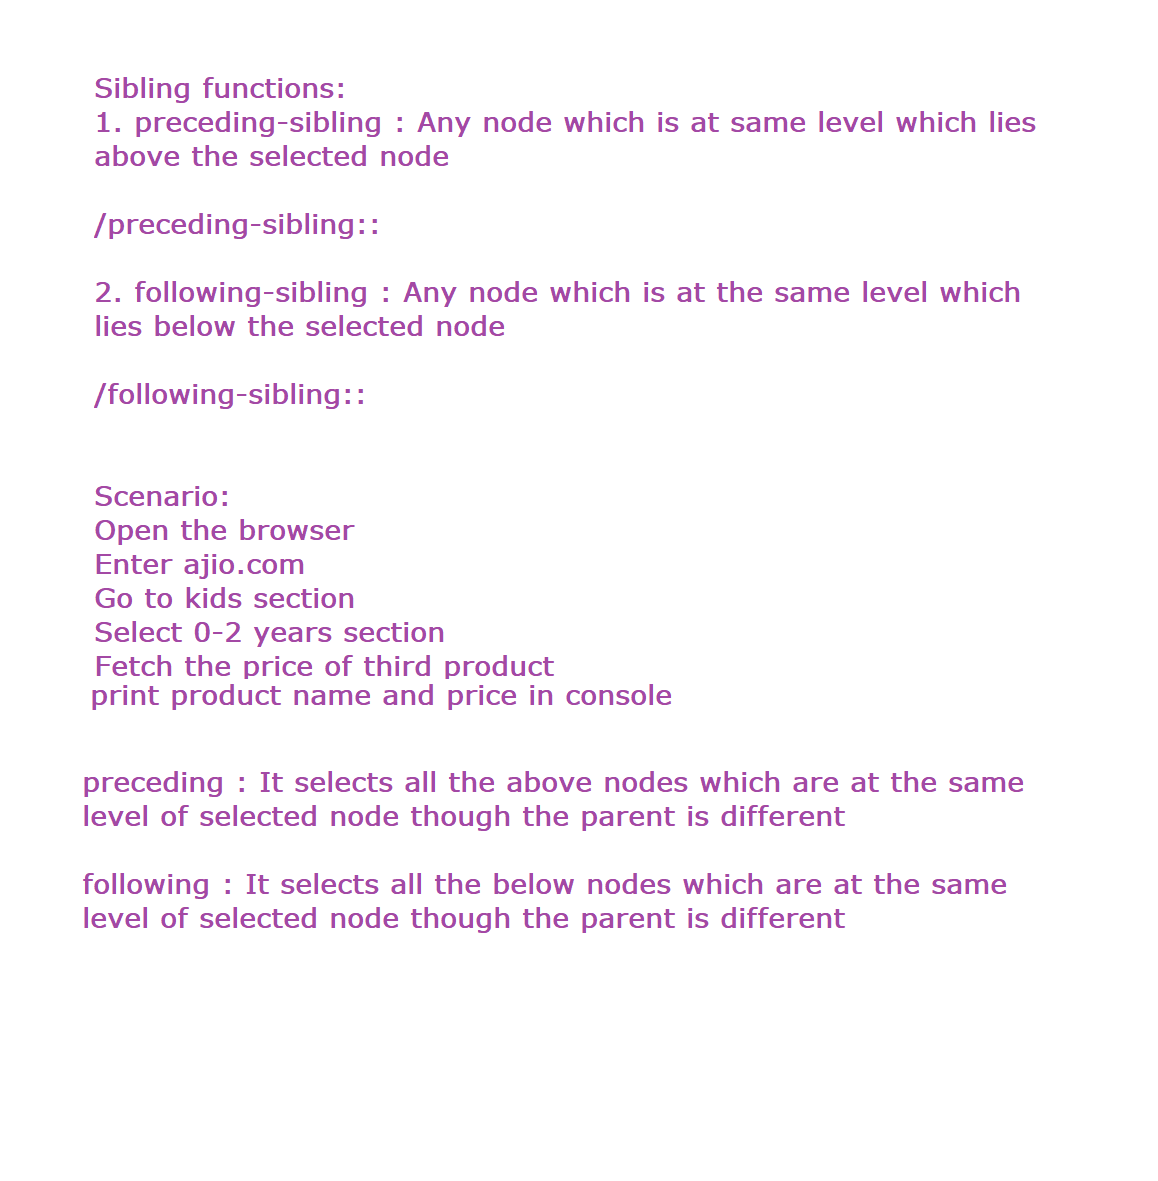 Sibling functions:
1. preceding-sibling : Any node which is at same level which lies
above the selected node
/preceding-sibling::
2. following-sibling : Any node which is at the same level which
lies below the selected node
/following-sibling::
Scenario:
Open the browser
Enter ajio.com
Go to kids section
Select 0-2 years section
Fetch the price of third product
print product name and price in console
preceding : It selects all the above nodes which are at the same
level of selected node though the parent is different
following : It selects all the below nodes which are at the same
level of selected node though the parent is different